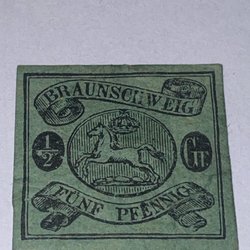 BRAUNSCHWEIG
1/2 Gr
FÜNF PFENNIG